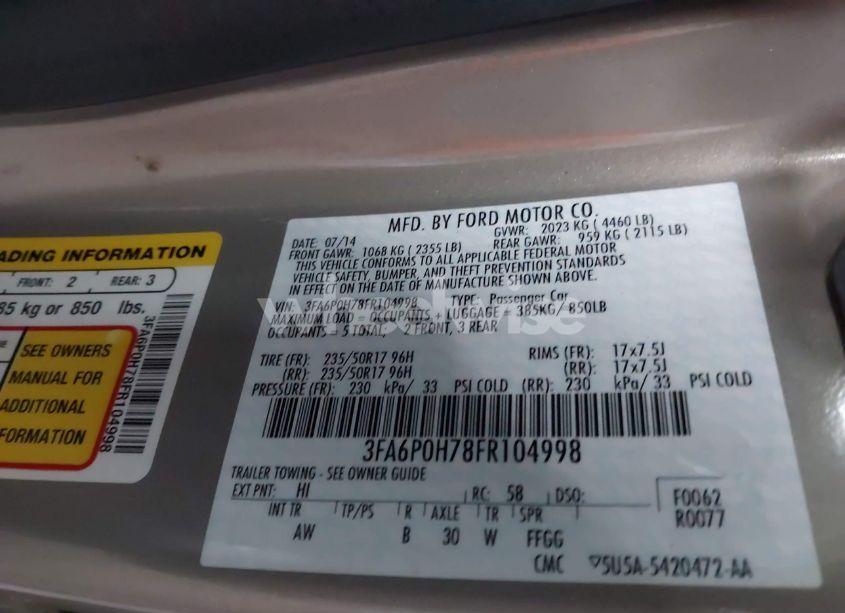 ADING INFORMATION
FRONT: 2 REAR: 3
85 kg or 850 lbs.
SEE OWNERS
MANUAL FOR
ADDITIONAL
INFORMATION
3FA6P0H78FR104998
MFD. BY FORD MOTOR CO.
DATE: 07/14 GVWR: 2023 KG ( 4460 LB)
FRONT GAWR: 1068 KG ( 2355 LB) REAR GAWR: 959 KG ( 2115 LB)
THIS VEHICLE CONFORMS TO ALL APPLICABLE FEDERAL MOTOR
VEHICLE SAFETY, BUMPER, AND THEFT PREVENTION STANDARDS
IN EFFECT ON THE DATE OF MANUFACTURE SHOWN ABOVE.
VIN: 3FA6P0H78FR104998 TYPE: Passenger Car
MAXIMUM LOAD - OCCUPANTS + LUGGAGE = 385KG/ 850LB
OCCUPANTS - 5 TOTAL, 2 FRONT, 3 REAR
TIRE (FR): 235/50R17 96H RIMS (FR): 17x7.5J
(RR): 235/50R17 96H (RR): 17x7.5J
PRESSURE (FR): 230 kPa/ 33 PSI COLD (RR): 230 kPa/ 33 PSI COLD
3FA6P0H78FR104998
TRAILER TOWING - SEE OWNER GUIDE
EXT PNT: HI RC: 58 DSO: F0062
INT TR TP/PS R AXLE TR SPR R0077
AW B 30 W FFGG
CMC 5U5A-5420472-AA